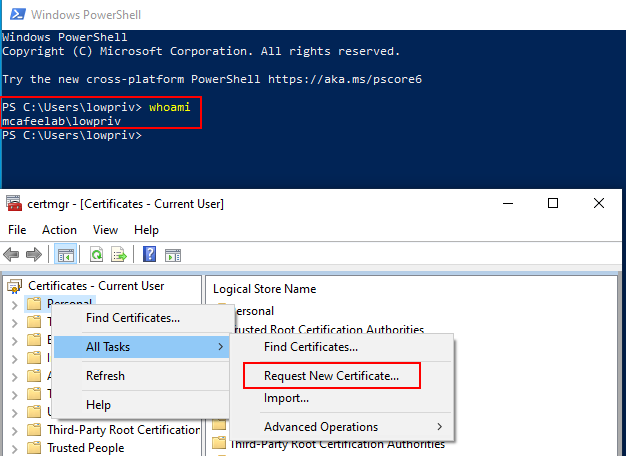 Windows PowerShell
Windows PowerShell
Copyright (C) Microsoft Corporation. All rights reserved.
Try the new cross-platform PowerShell https://aka.ms/pscore6
PS C:\Users\lowpriv> whoami
mcafeelab\lowpriv
PS C:\Users\lowpriv>
certmgr - [Certificates - Current User]
File Action View Help
Certificates - Current User
Personal
Third-Party Root Certification
Trusted People
Logical Store Name
personal
Trusted Root Certification Authorities
Third-Party Root Certification Authorities
Find Certificates...
All Tasks
Refresh
Help
Find Certificates...
Request New Certificate...
Import...
Advanced Operations